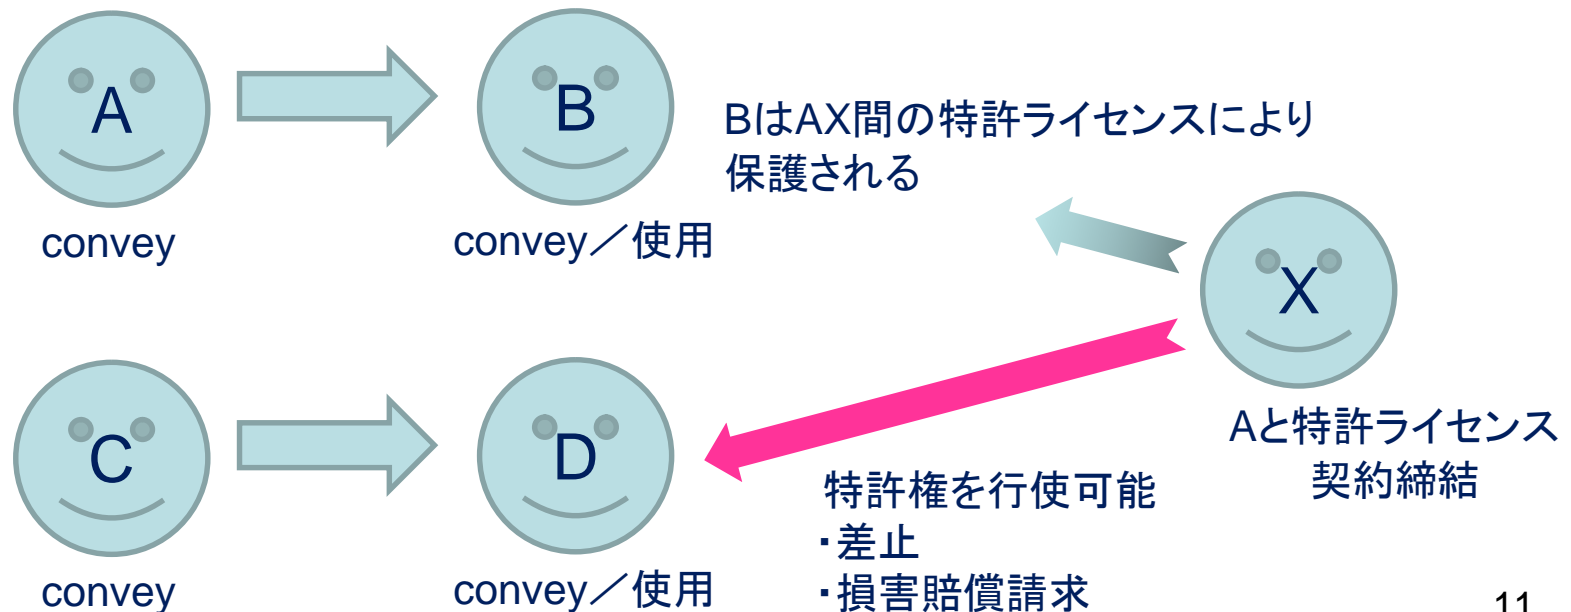 A
B
BはAX間の特許ライセンスにより
保護される
convey
convey／使用
X
Aと特許ライセンス
契約締結
C
D
特許権を行使可能
・差止
・損害賠償請求
convey
convey／使用
11